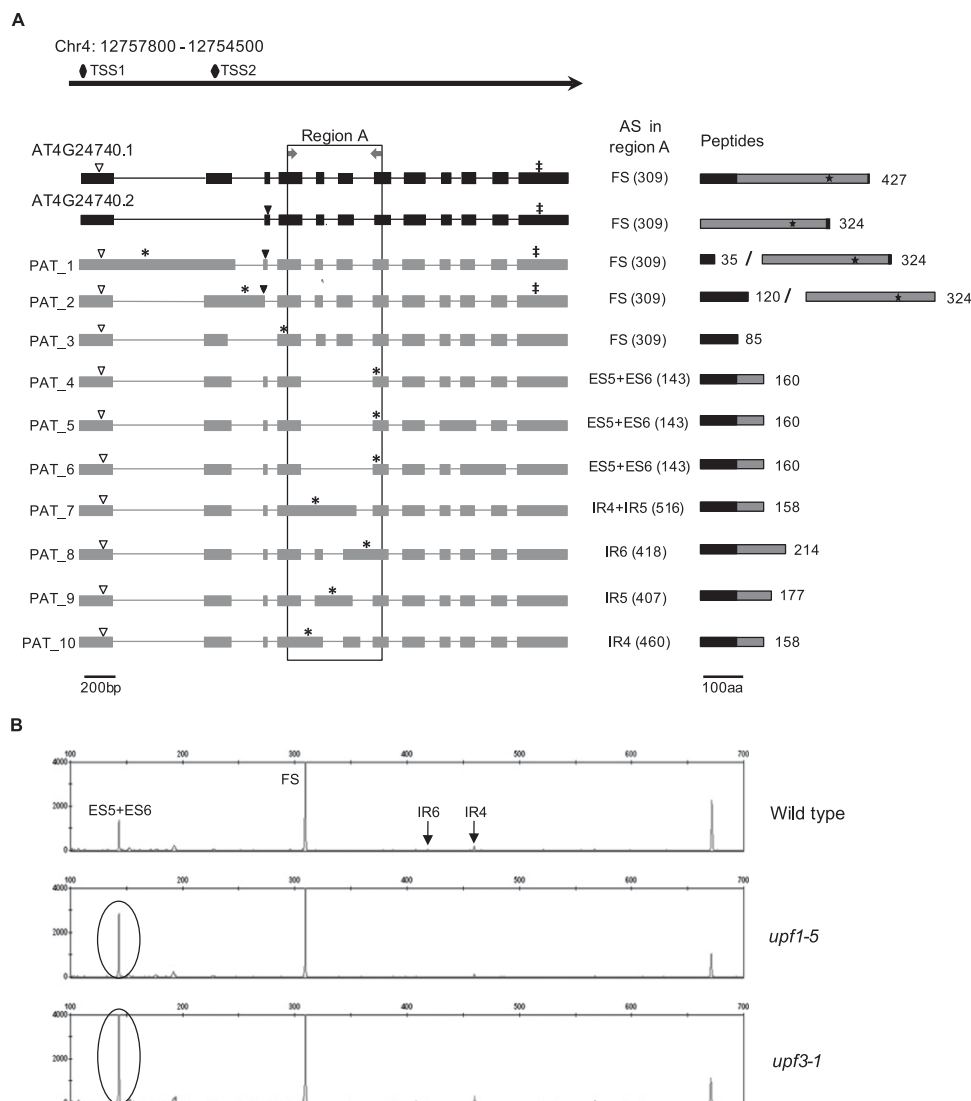 A
Chr4: 12757800 - 12754500
TSS1 TSS2
Region A
AS in region A
Peptides
AT4G24740.1 ‡ FS (309) 427
AT4G24740.2 ‡ FS (309) 324
PAT_1 * ‡ FS (309) 35 / 324
PAT_2 * ‡ FS (309) 120 / 324
PAT_3 * FS (309) 85
PAT_4 * ES5+ES6 (143) 160
PAT_5 * ES5+ES6 (143) 160
PAT_6 * ES5+ES6 (143) 160
PAT_7 * IR4+IR5 (516) 158
PAT_8 * IR6 (418) 214
PAT_9 * IR5 (407) 177
PAT_10 * IR4 (460) 158
200bp 100aa
B
100 200 300 400 500 600 700
4000
2000
0
ES5+ES6 FS IR6 IR4
Wild type
100 200 300 400 500 600 700
4000
2000
0
upf1-5
100 200 300 400 500 600 700
4000
2000
upf3-1